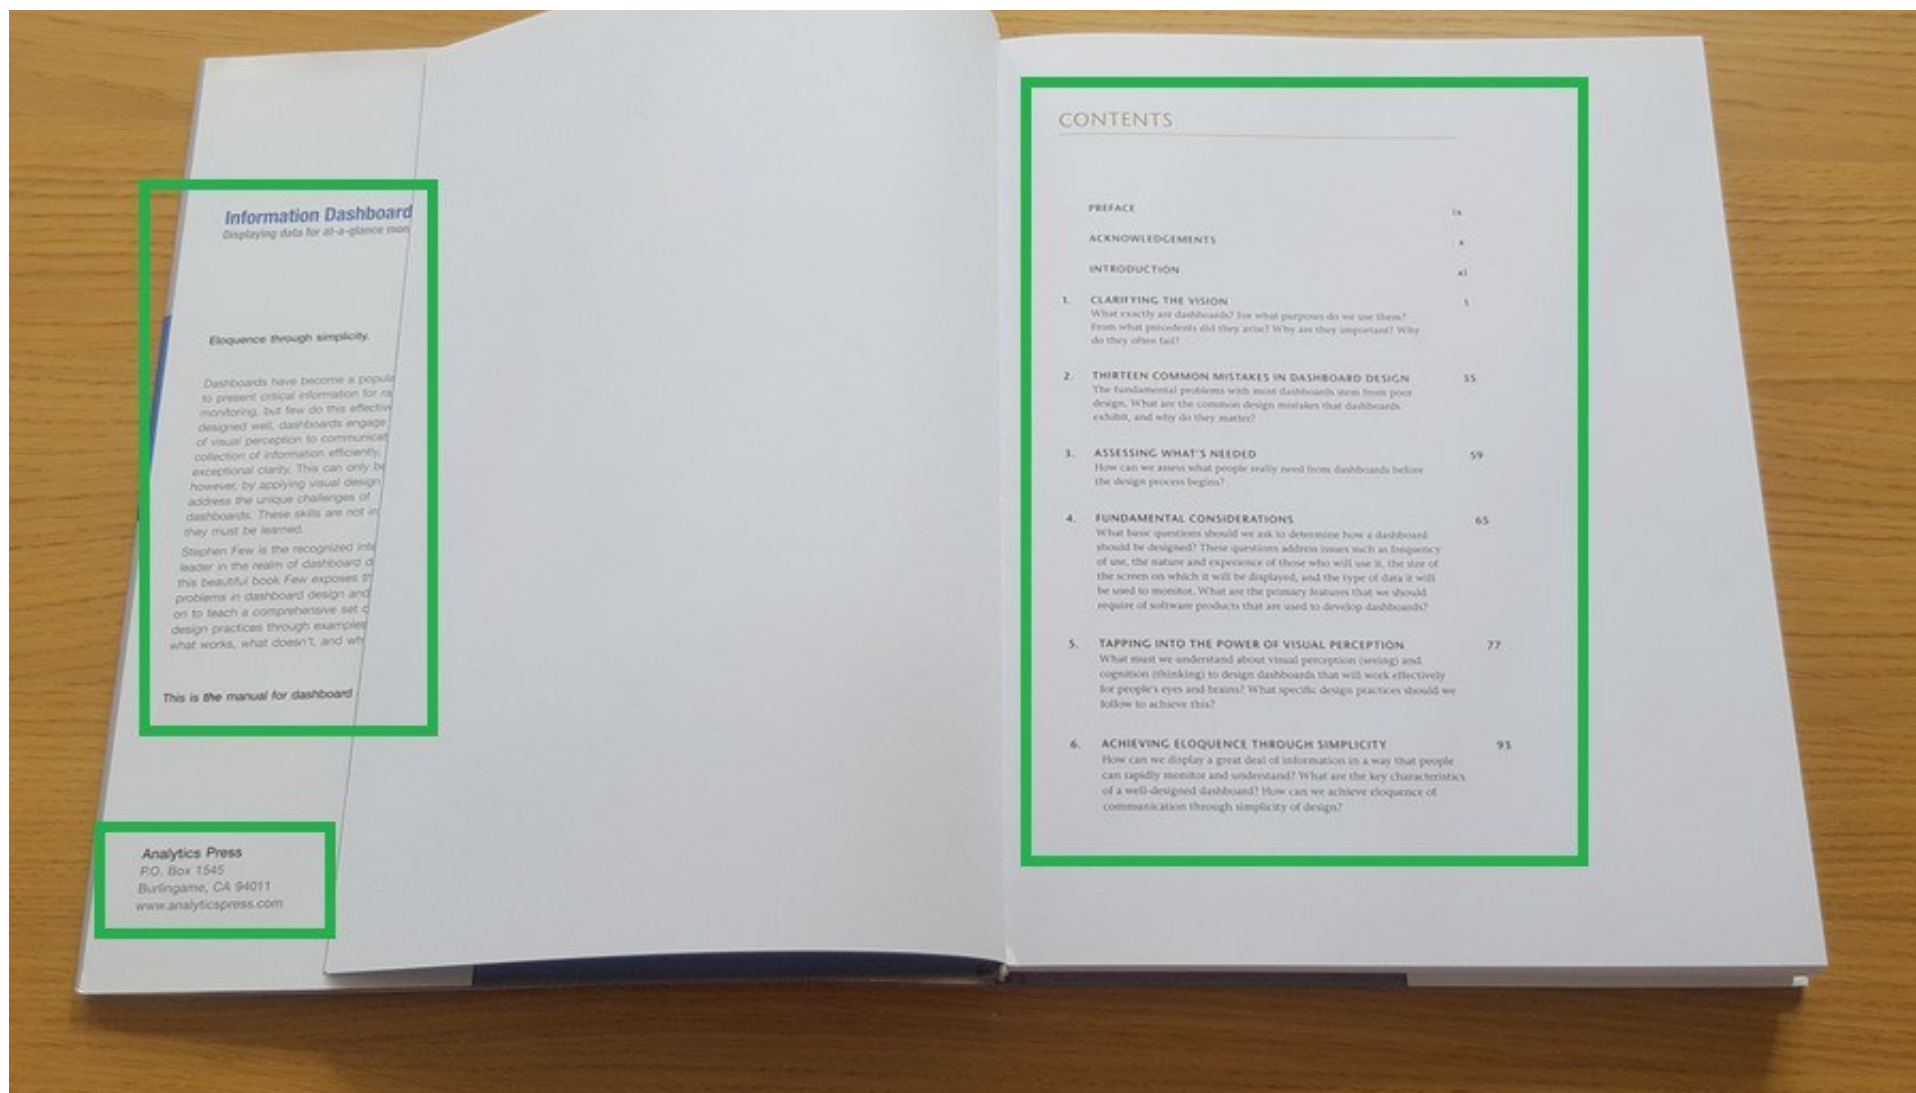 Information Dashboard
Displaying data for at-a-glance mon
Eloquence through simplicity.
Dashboards have become a popula
to present critical information for ra
monitoring, but few do this effectiv
designed well, dashboards engage
of visual perception to communicat
collection of information efficiently,
exceptional clarity. This can only be
however, by applying visual design
address the unique challenges of
dashboards. These skills are not in
they must be learned.
Stephen Few is the recognized inte
leader in the realm of dashboard d
this beautiful book Few exposes th
problems in dashboard design and
on to teach a comprehensive set o
design practices through examples
what works, what doesn't, and wh
This is the manual for dashboard
Analytics Press
P.O. Box 1545
Burlingame, CA 94011
www.analyticspress.com
CONTENTS
PREFACE ix
ACKNOWLEDGEMENTS x
INTRODUCTION xi
1. CLARIFYING THE VISION 1
What exactly are dashboards? For what purposes do we use them?
From what precedents did they arise? Why are they important? Why
do they often fail?
2. THIRTEEN COMMON MISTAKES IN DASHBOARD DESIGN 35
The fundamental problems with most dashboards stem from poor
design. What are the common design mistakes that dashboards
exhibit, and why do they matter?
3. ASSESSING WHAT'S NEEDED 59
How can we assess what people really need from dashboards before
the design process begins?
4. FUNDAMENTAL CONSIDERATIONS 65
What basic questions should we ask to determine how a dashboard
should be designed? These questions address issues such as frequency
of use, the nature and experience of those who will use it, the size of
the screen on which it will be displayed, and the type of data it will
be used to monitor. What are the primary features that we should
require of software products that are used to develop dashboards?
5. TAPPING INTO THE POWER OF VISUAL PERCEPTION 77
What must we understand about visual perception (seeing) and
cognition (thinking) to design dashboards that will work effectively
for people's eyes and brains? What specific design practices should we
follow to achieve this?
6. ACHIEVING ELOQUENCE THROUGH SIMPLICITY 93
How can we display a great deal of information in a way that people
can rapidly monitor and understand? What are the key characteristics
of a well-designed dashboard? How can we achieve eloquence of
communication through simplicity of design?